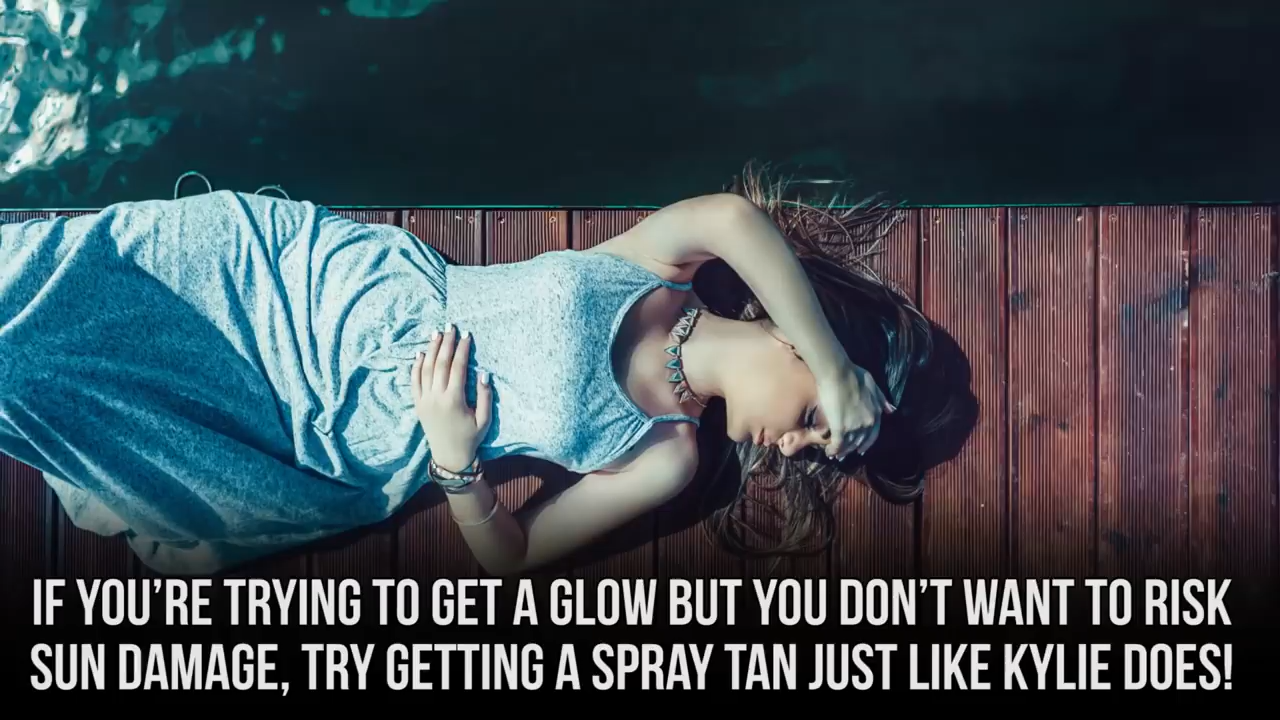 IF YOU'RE TRYING TO GET A GLOW BUT YOU DON'T WANT TO RISK
SUN DAMAGE, TRY GETTING A SPRAY TAN JUST LIKE KYLIE DOES!